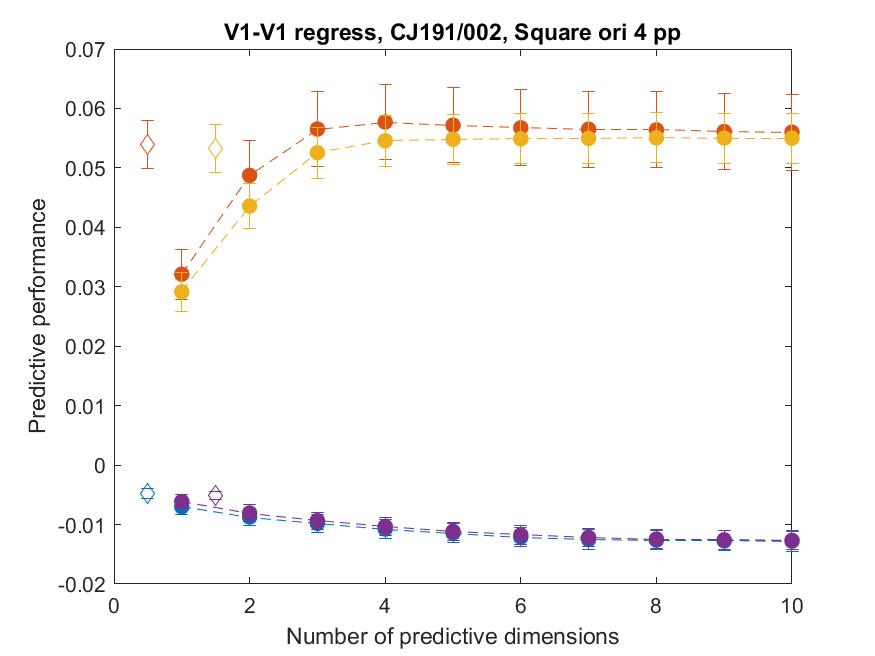 V1-V1 regress, CJ191/002, Square ori 4 pp
0.07
0.06
0.05
0.04
0.03
0.02
0.01
0
-0.01
-0.02
Predictive performance
0 2 4 6 8 10
Number of predictive dimensions